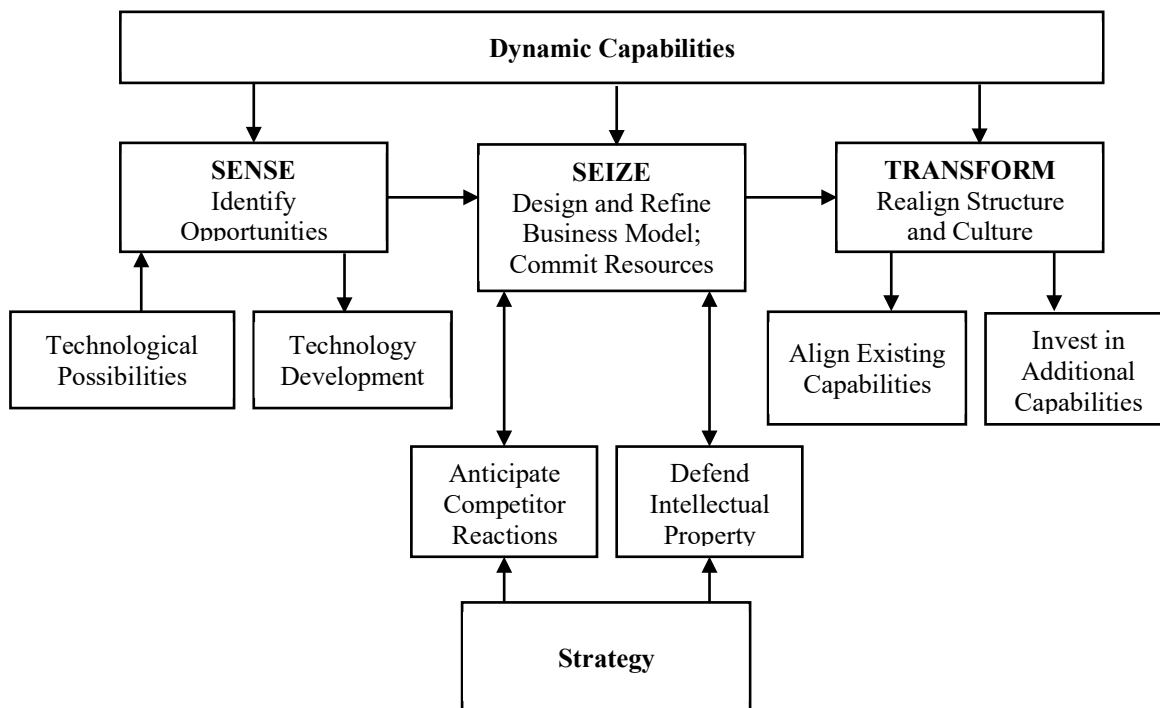 Dynamic Capabilities
SENSE
Identify
Opportunities
SEIZE
Design and Refine
Business Model;
Commit Resources
TRANSFORM
Realign Structure
and Culture
Technological
Possibilities
Technology
Development
Align Existing
Capabilities
Invest in
Additional
Capabilities
Anticipate
Competitor
Reactions
Defend
Intellectual
Property
Strategy